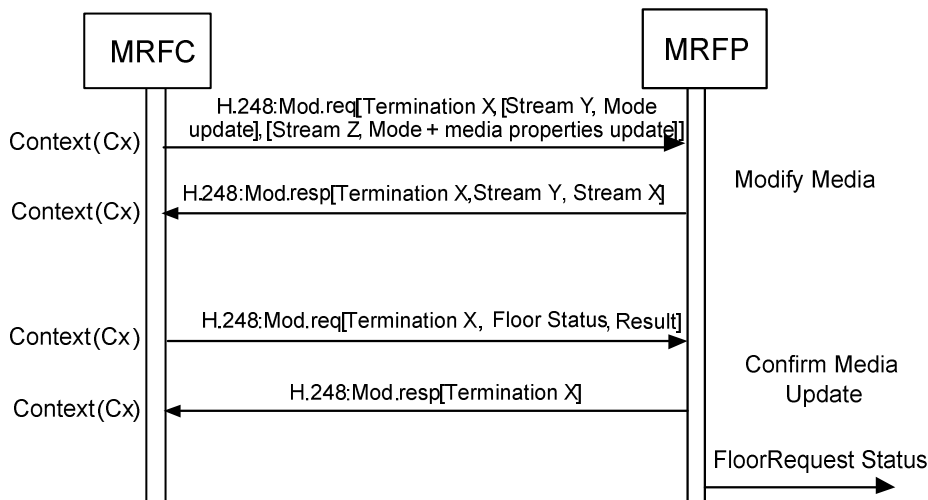 MRFC
MRFP
H.248:Mod.req[Termination X, [Stream Y, Mode
update], [Stream Z, Mode + media properties update]]
Context(Cx)
Modify Media
H.248:Mod.resp[Termination X,Stream Y, Stream X]
Context(Cx)
H.248:Mod.req[Termination X, Floor Status, Result]
Context(Cx)
Confirm Media
Update
H.248:Mod.resp[Termination X]
Context(Cx)
FloorRequest Status